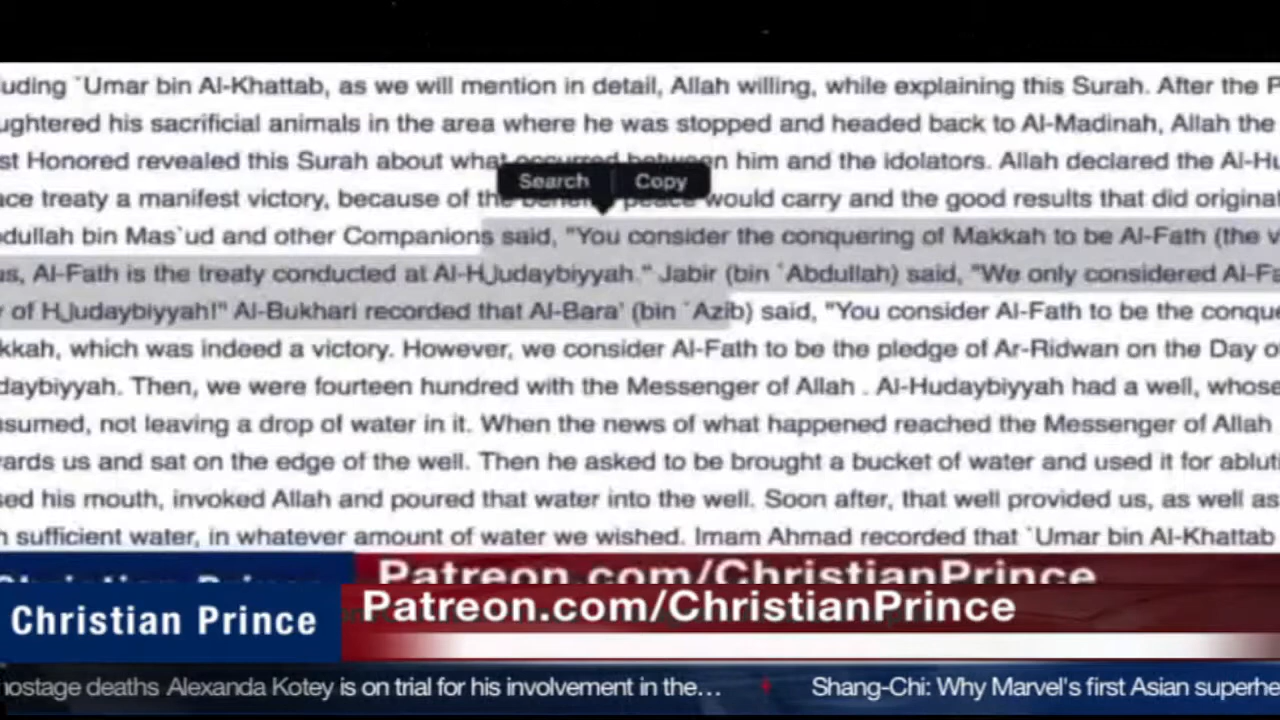 uding `Umar bin Al-Khattab, as we will mention in detail, Allah willing, while explaining this Surah. After the P
ughtered his sacrificial animals in the area where he was stopped and headed back to Al-Madinah, Allah the
st Honored revealed this Surah about what occurred between him and the idolators. Allah declared the Al-Hu
Search Copy
ace treaty a manifest victory, because of the benefits peace would carry and the good results that did originat
dullah bin Mas`ud and other Companions said, "You consider the conquering of Makkah to be Al-Fath (the v
us, Al-Fath is the treaty conducted at Al-HJudaybiyyah." Jabir (bin `Abdullah) said, "We only considered Al-Fa
y of HJudaybiyyah!" Al-Bukhari recorded that Al-Bara' (bin `Azib) said, "You consider Al-Fath to be the conque
kkah, which was indeed a victory. However, we consider Al-Fath to be the pledge of Ar-Ridwan on the Day of
daybiyyah. Then, we were fourteen hundred with the Messenger of Allah . Al-Hudaybiyyah had a well, whose
sumed, not leaving a drop of water in it. When the news of what happened reached the Messenger of Allah
ards us and sat on the edge of the well. Then he asked to be brought a bucket of water and used it for abluti
sed his mouth, invoked Allah and poured that water into the well. Soon after, that well provided us, as well as
h sufficient water, in whatever amount of water we wished. Imam Ahmad recorded that `Umar bin Al-Khattab
Patreon.com/ChristianPrince
Christian Prince
Patreon.com/ChristianPrince
hostage deaths Alexanda Kotey is on trial for his involvement in the… Shang-Chi: Why Marvel's first Asian superhe